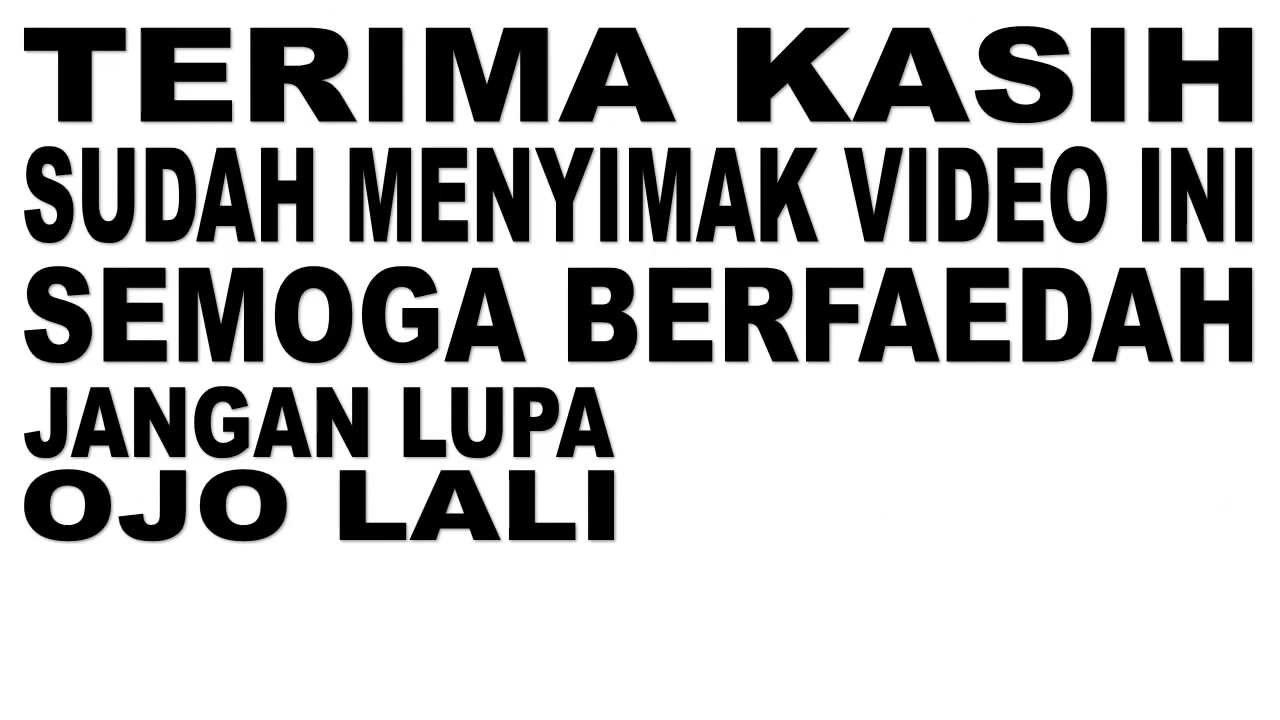 TERIMA KASIH
SUDAH MENYIMAK VIDEO INI
SEMOGA BERFAEDAH
JANGAN LUPA
OJO LALI